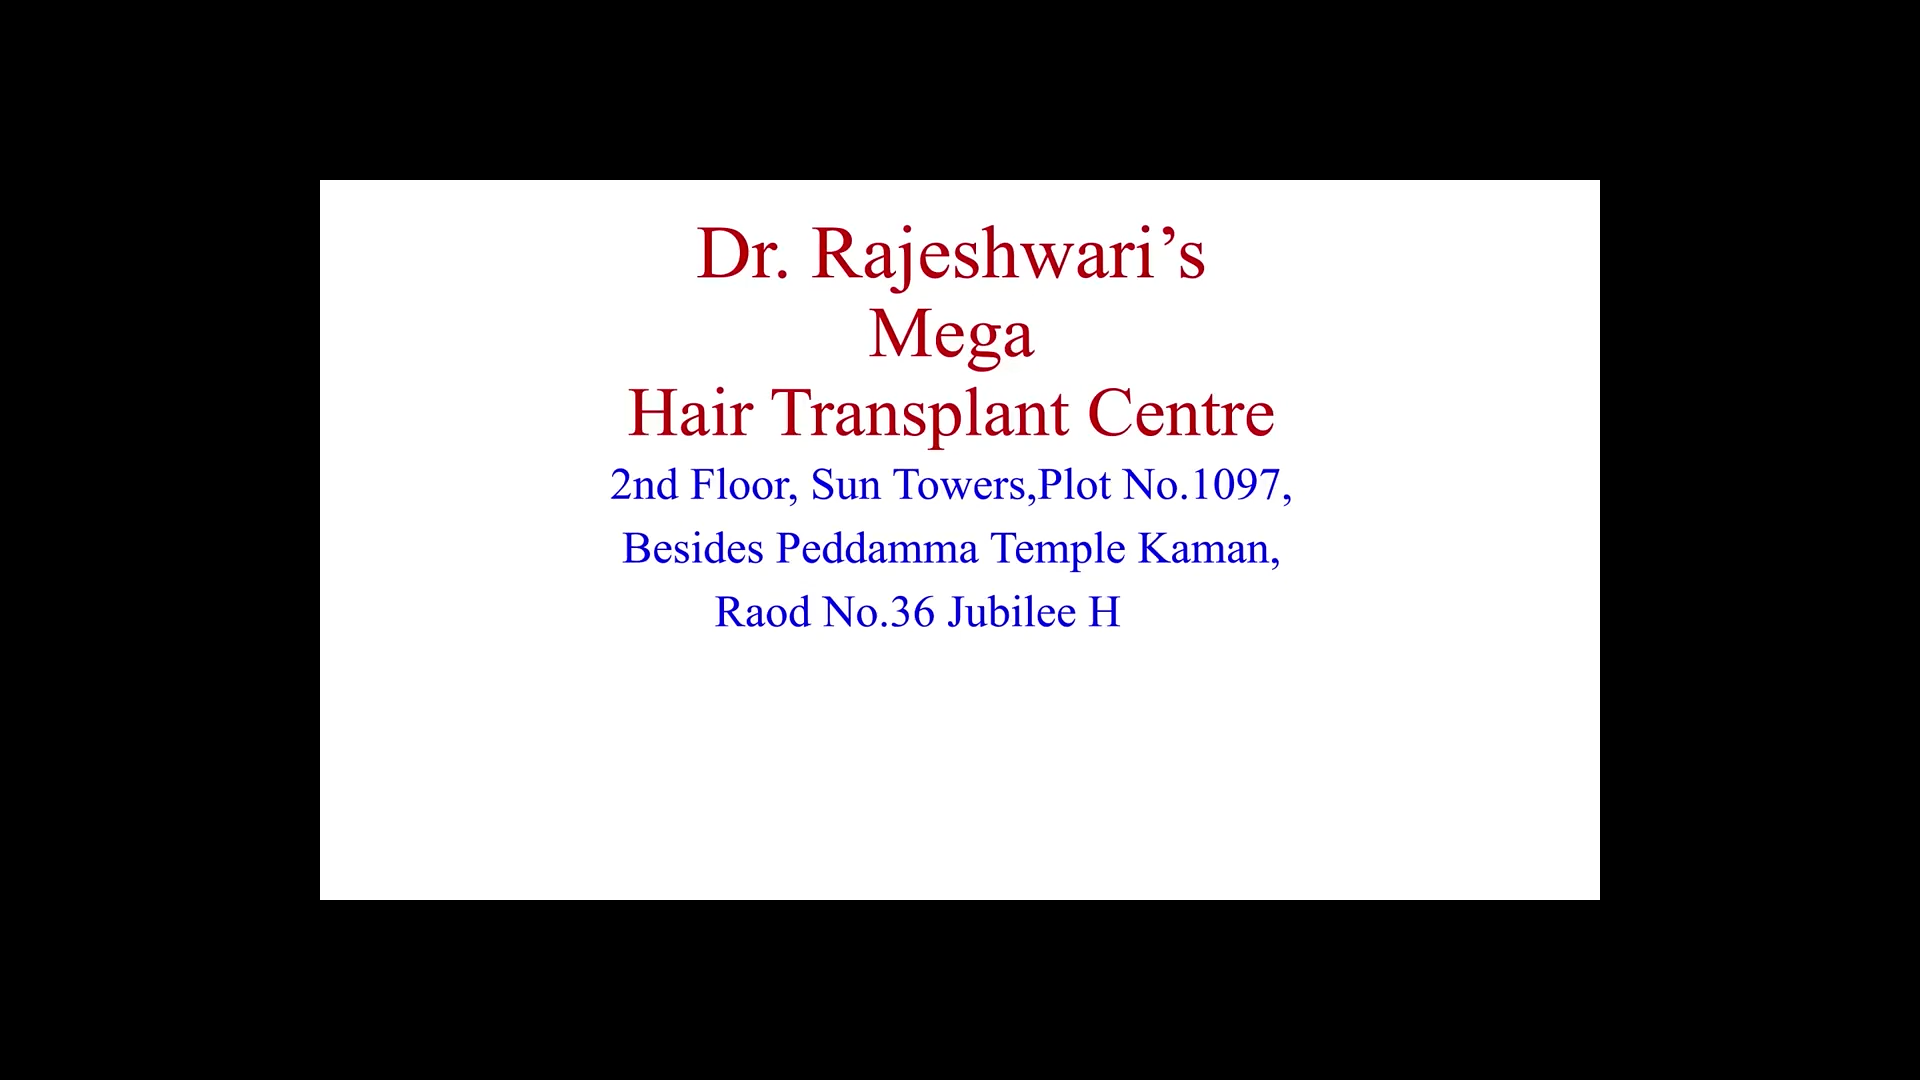 Dr. Rajeshwari’s
Mega
Hair Transplant Centre
2nd Floor, Sun Towers,Plot No.1097,
Besides Peddamma Temple Kaman,
Raod No.36 Jubilee H